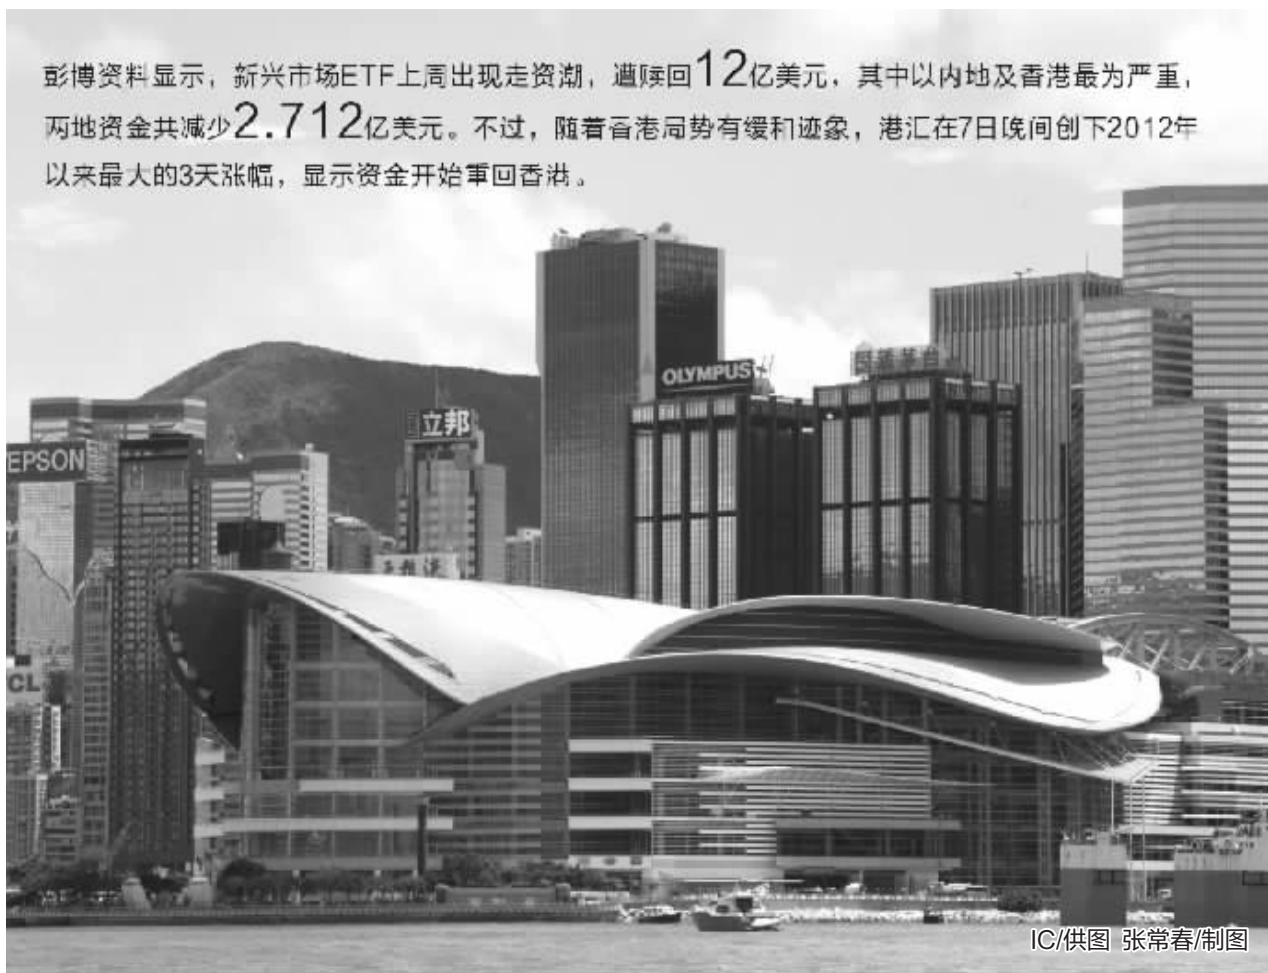 彭博资料显示，新兴市场ETF上周出现走资潮，遭赎回12亿美元，其中以内地及香港最为严重，
两地资金共减少2.712亿美元。不过，随着香港局势有缓和迹象，港汇在7日晚间创下2012年
以来最大的3天张幅，显示资金开始重回香港。
OLYMPUS
立邦
EPSON
CL
IC/供图 张常春/制图